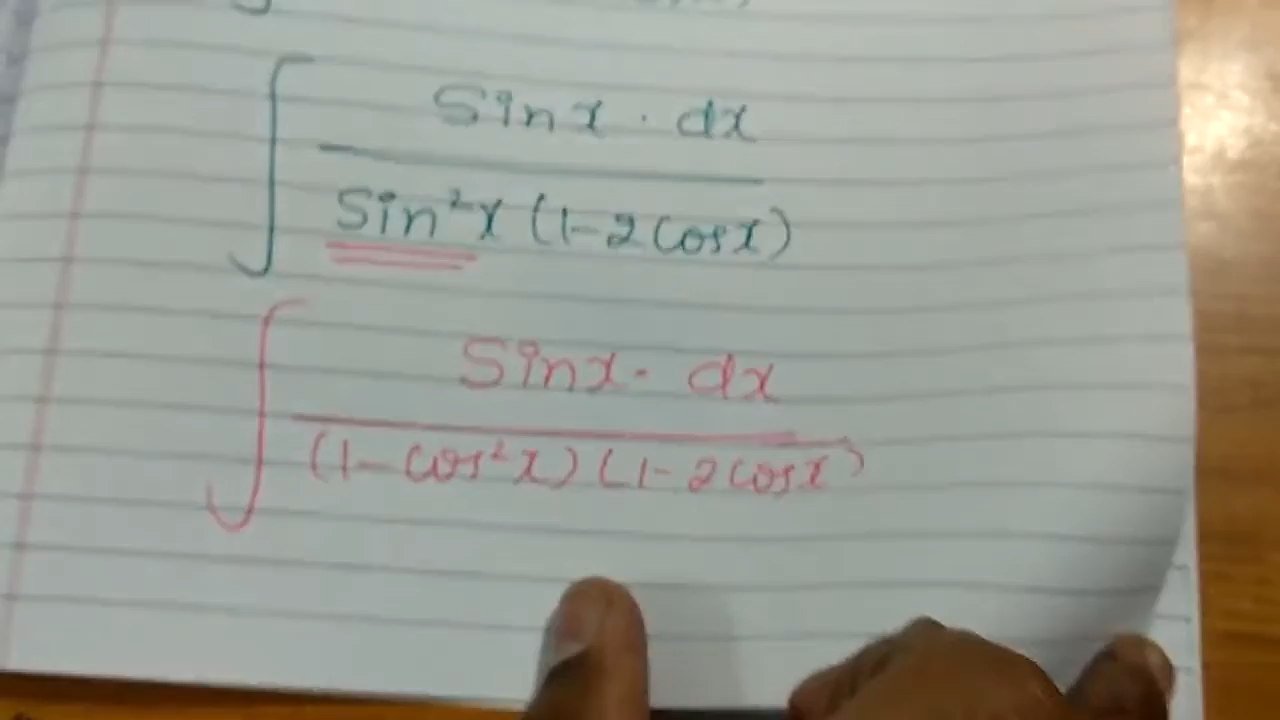 ∫ Sinx . dx
Sin²x (1-2cosx)
∫ Sinx . dx
(1-cos²x) (1-2cosx)